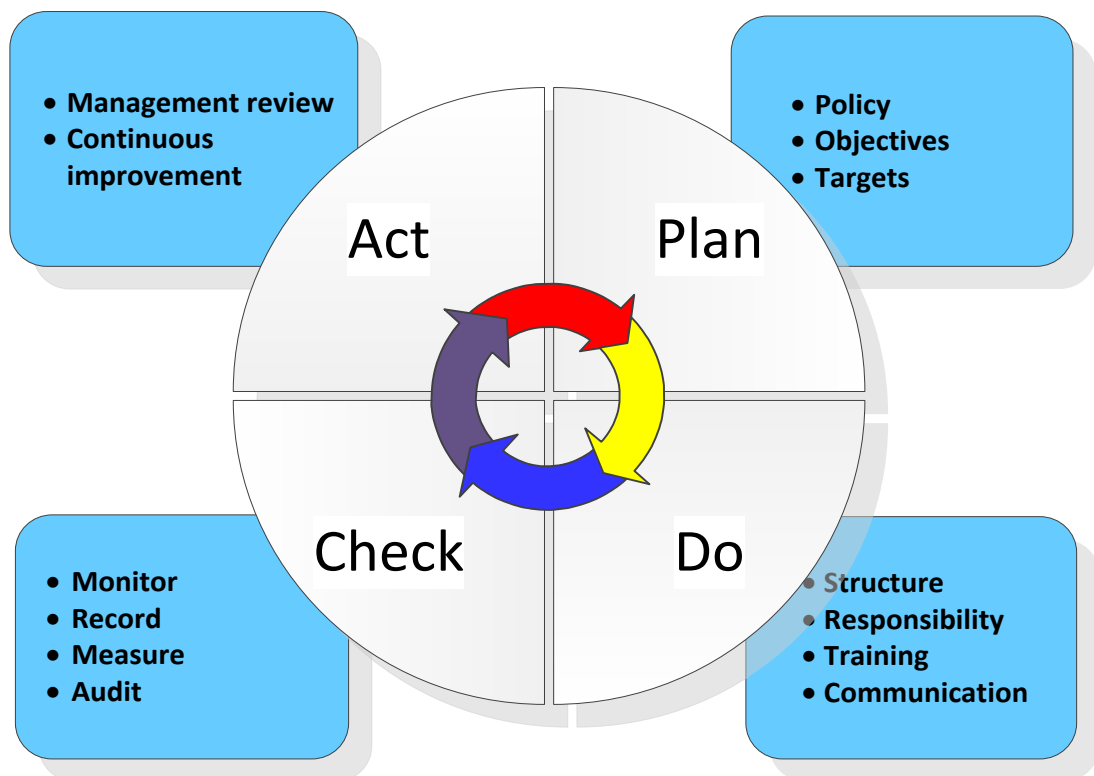 • Management review
• Continuous
improvement
• Policy
• Objectives
• Targets
Act
Plan
Check
Do
• Monitor
• Record
• Measure
• Audit
• Structure
• Responsibility
• Training
• Communication